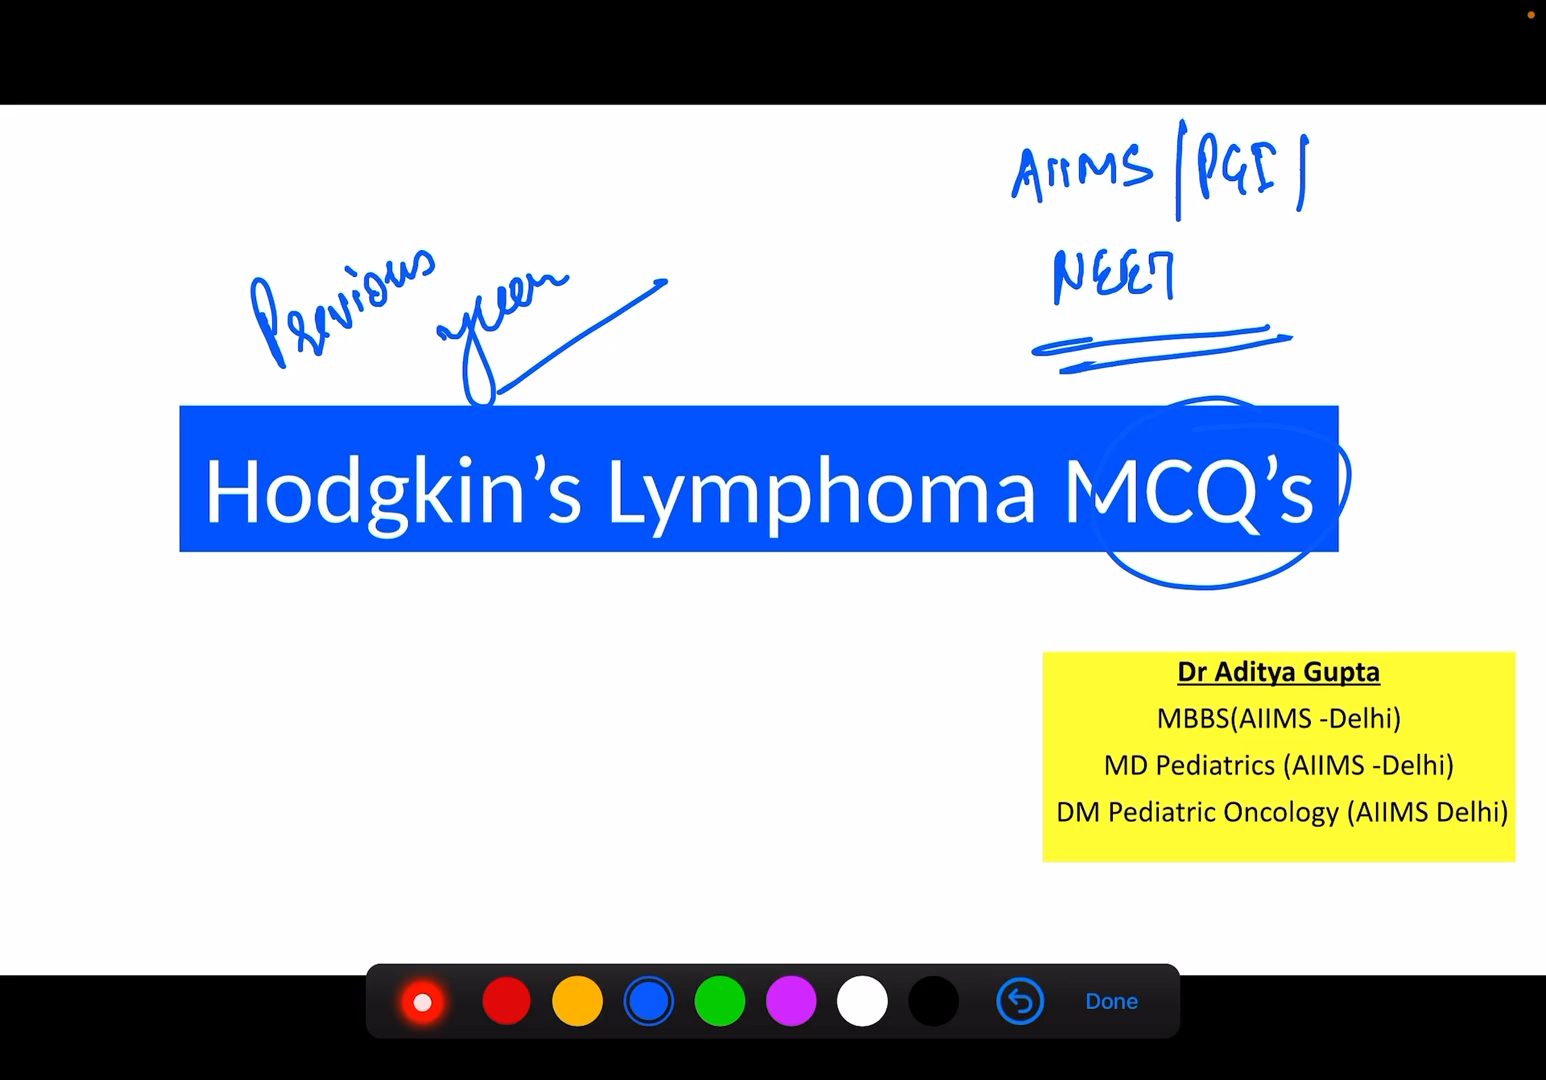 AIIMS | PGI |
NEET
Previous
year
Hodgkin’s Lymphoma MCQ’s
Dr Aditya Gupta
MBBS(AIIMS -Delhi)
MD Pediatrics (AIIMS -Delhi)
DM Pediatric Oncology (AIIMS Delhi)
Done